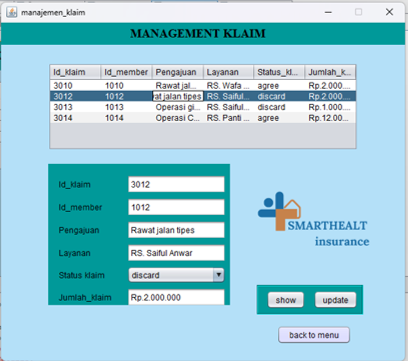 manajemen_klaim
MANAGEMENT KLAIM
Id_klaim Id_member Pengajuan Layanan Status_kl... Jumlah_k...
3010 1010 Rawat jal... RS. Wafa ... agree Rp.2.000....
3012 1012 at jalan tipes RS. Saiful... discard Rp.2.000....
3013 1013 Operasi gi... RS. Saiful... discard Rp.1.000....
3014 1014 Operasi C... RS. Panti ... agree Rp.12.00...
Id_klaim 3012
Id_member 1012
Pengajuan Rawat jalan tipes
Layanan RS. Saiful Anwar
Status klaim discard
Jumlah_klaim Rp.2.000.000
SMARTHEALT
insurance
show update
back to menu